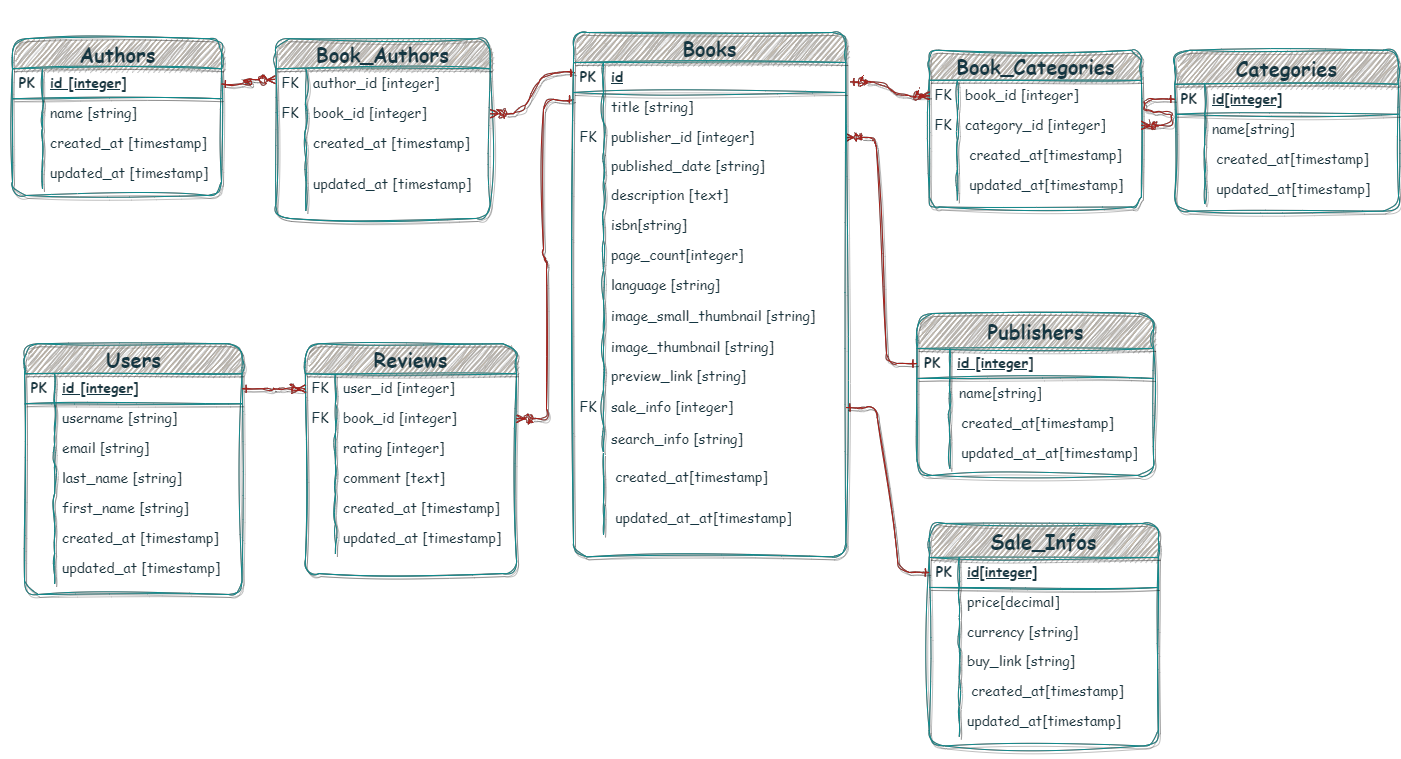 Authors
PK id [integer]
name [string]
created_at [timestamp]
updated_at [timestamp]
Book_Authors
FK author_id [integer]
FK book_id [integer]
created_at [timestamp]
updated_at [timestamp]
Books
PK id
title [string]
FK publisher_id [integer]
published_date [string]
description [text]
isbn[string]
page_count[integer]
language [string]
image_small_thumbnail [string]
image_thumbnail [string]
preview_link [string]
FK sale_info [integer]
search_info [string]
created_at[timestamp]
updated_at_at[timestamp]
Book_Categories
FK book_id [integer]
FK category_id [integer]
created_at[timestamp]
updated_at[timestamp]
Categories
PK id[integer]
name[string]
created_at[timestamp]
updated_at[timestamp]
Users
PK id [integer]
username [string]
email [string]
last_name [string]
first_name [string]
created_at [timestamp]
updated_at [timestamp]
Reviews
FK user_id [integer]
FK book_id [integer]
rating [integer]
comment [text]
created_at [timestamp]
updated_at [timestamp]
Publishers
PK id [integer]
name[string]
created_at[timestamp]
updated_at_at[timestamp]
Sale_Infos
PK id[integer]
price[decimal]
currency [string]
buy_link [string]
created_at[timestamp]
updated_at[timestamp]